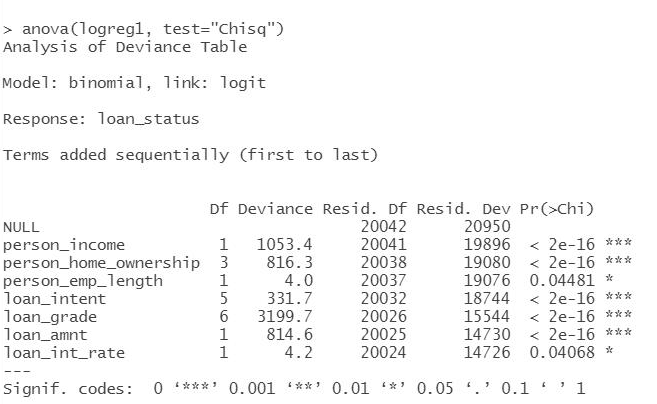 > anova(logreg1, test="Chisq")
Analysis of Deviance Table
Model: binomial, link: logit
Response: loan_status
Terms added sequentially (first to last)
                      Df Deviance Resid. Df Resid. Dev Pr(>Chi)
NULL                                  20042      20950
person_income          1   1053.4     20041      19896  < 2e-16 ***
person_home_ownership  3    816.3     20038      19080  < 2e-16 ***
person_emp_length      1      4.0     20037      19076  0.04481 *
loan_intent            5    331.7     20032      18744  < 2e-16 ***
loan_grade             6   3199.7     20026      15544  < 2e-16 ***
loan_amnt              1    814.6     20025      14730  < 2e-16 ***
loan_int_rate          1      4.2     20024      14726  0.04068 *
---
Signif. codes:  0 ‘***’ 0.001 ‘**’ 0.01 ‘*’ 0.05 ‘.’ 0.1 ‘ ’ 1